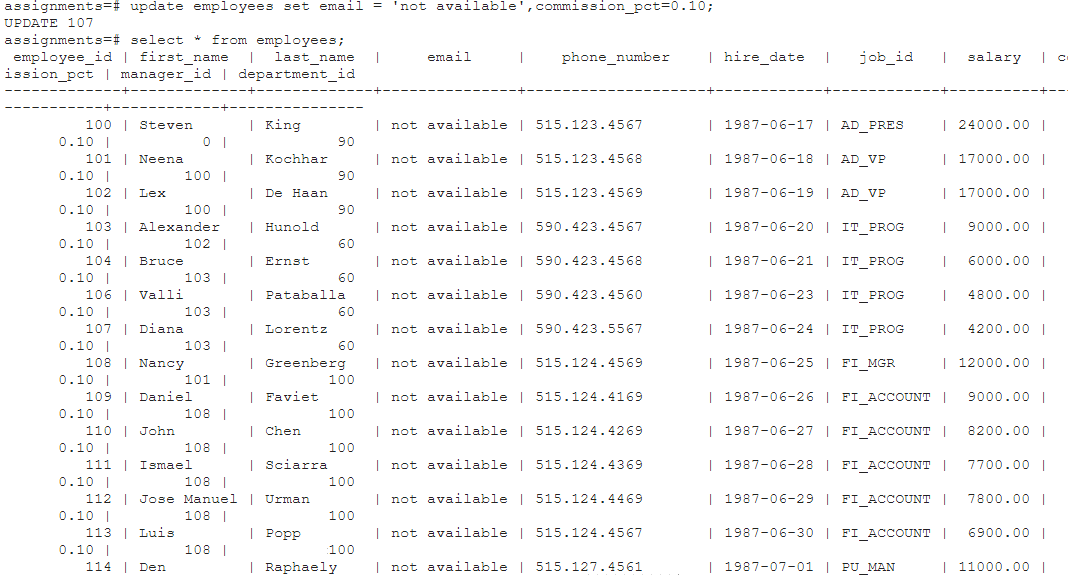 assignments=# update employees set email = 'not available',commission_pct=0.10;
UPDATE 107
assignments=# select * from employees;
 employee_id | first_name  |  last_name  |     email     |    phone_number    | hire_date  |   job_id   |  salary  | co
ission_pct | manager_id | department_id
-------------+-------------+-------------+---------------+--------------------+------------+------------+----------+---
-----------+------------+---------------
         100 | Steven      | King        | not available | 515.123.4567       | 1987-06-17 | AD_PRES    | 24000.00 |
      0.10 |          0 |            90
         101 | Neena       | Kochhar     | not available | 515.123.4568       | 1987-06-18 | AD_VP      | 17000.00 |
      0.10 |        100 |            90
         102 | Lex         | De Haan     | not available | 515.123.4569       | 1987-06-19 | AD_VP      | 17000.00 |
      0.10 |        100 |            90
         103 | Alexander   | Hunold      | not available | 590.423.4567       | 1987-06-20 | IT_PROG    |  9000.00 |
      0.10 |        102 |            60
         104 | Bruce       | Ernst       | not available | 590.423.4568       | 1987-06-21 | IT_PROG    |  6000.00 |
      0.10 |        103 |            60
         106 | Valli       | Pataballa   | not available | 590.423.4560       | 1987-06-23 | IT_PROG    |  4800.00 |
      0.10 |        103 |            60
         107 | Diana       | Lorentz     | not available | 590.423.5567       | 1987-06-24 | IT_PROG    |  4200.00 |
      0.10 |        103 |            60
         108 | Nancy       | Greenberg   | not available | 515.124.4569       | 1987-06-25 | FI_MGR     | 12000.00 |
      0.10 |        101 |           100
         109 | Daniel      | Faviet      | not available | 515.124.4169       | 1987-06-26 | FI_ACCOUNT |  9000.00 |
      0.10 |        108 |           100
         110 | John        | Chen        | not available | 515.124.4269       | 1987-06-27 | FI_ACCOUNT |  8200.00 |
      0.10 |        108 |           100
         111 | Ismael      | Sciarra     | not available | 515.124.4369       | 1987-06-28 | FI_ACCOUNT |  7700.00 |
      0.10 |        108 |           100
         112 | Jose Manuel | Urman       | not available | 515.124.4469       | 1987-06-29 | FI_ACCOUNT |  7800.00 |
      0.10 |        108 |           100
         113 | Luis        | Popp        | not available | 515.124.4567       | 1987-06-30 | FI_ACCOUNT |  6900.00 |
      0.10 |        108 |           100
         114 | Den         | Raphaely    | not available | 515.127.4561       | 1987-07-01 | PU_MAN     | 11000.00 |